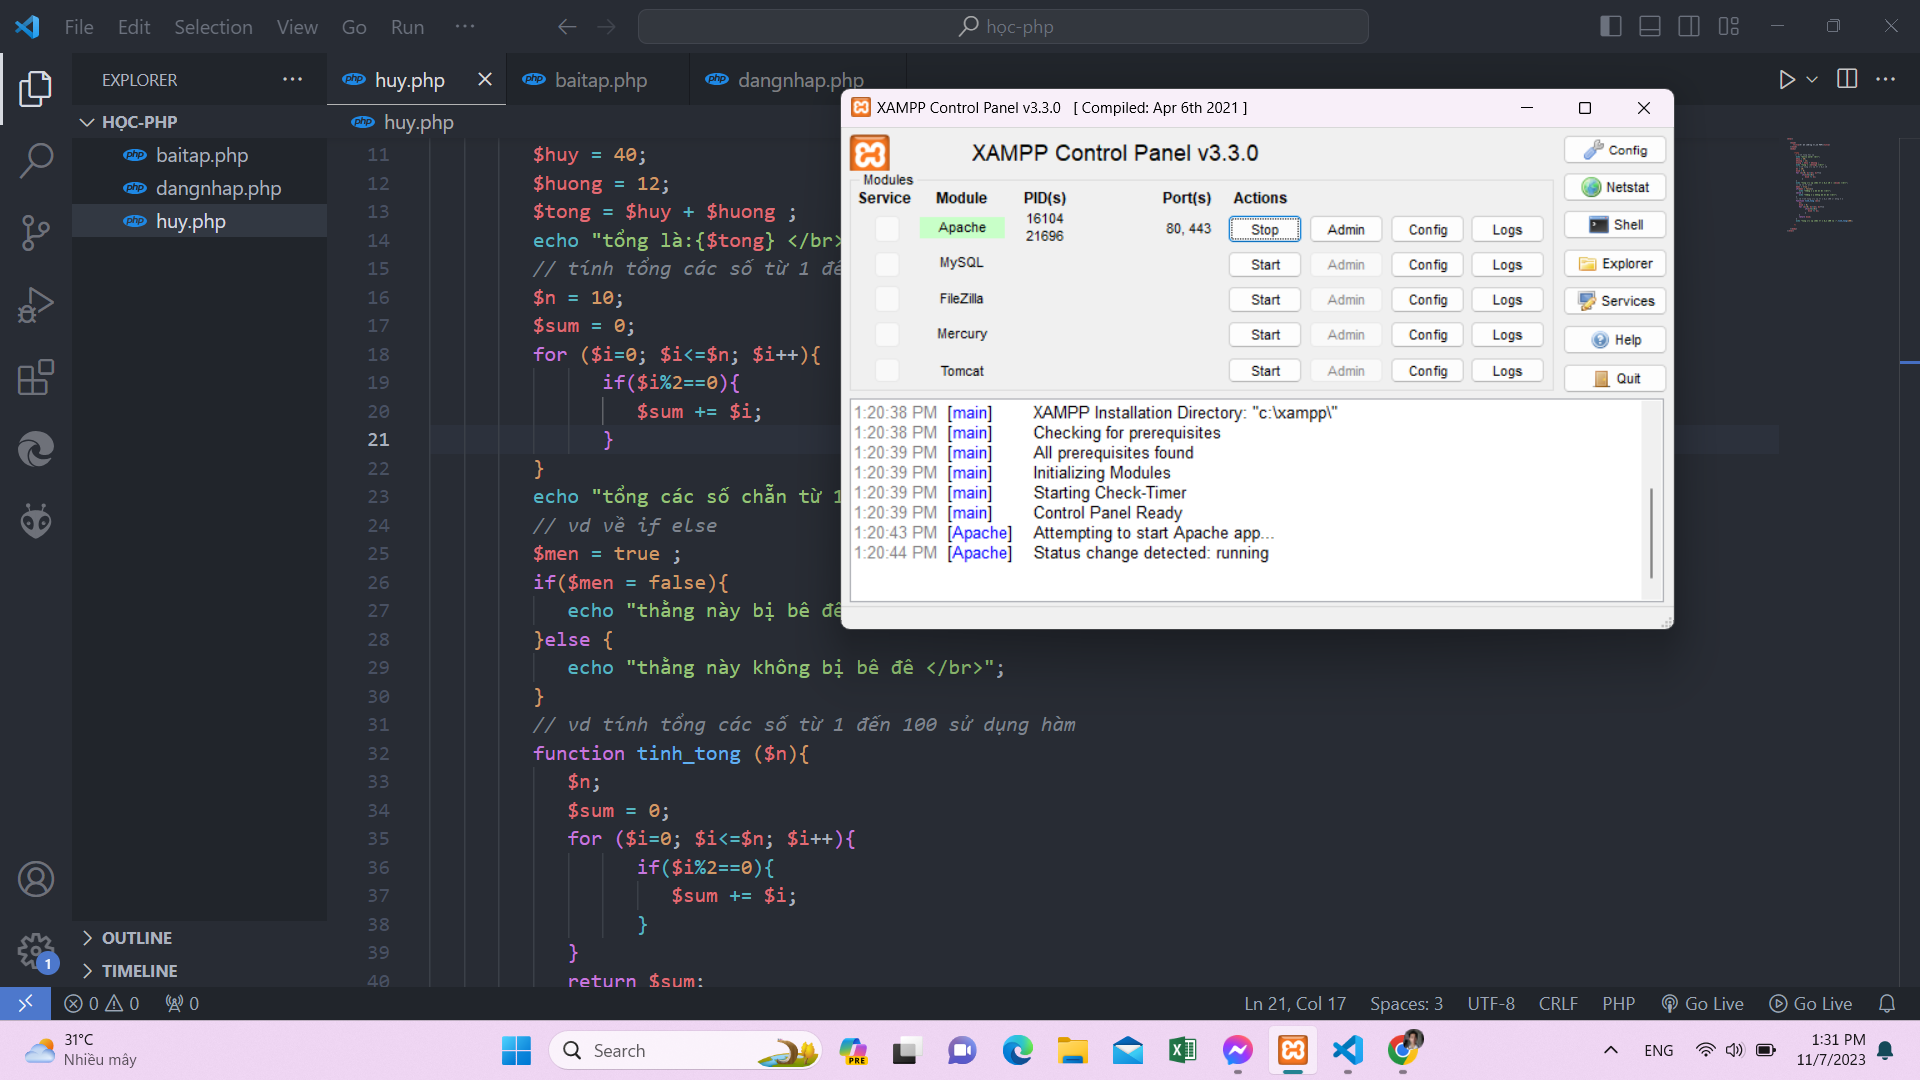 File Edit Selection View Go Run ···
học-php
EXPLORER ···
huy.php
baitap.php
dangnhap.php
HỌC-PHP
baitap.php
dangnhap.php
huy.php
OUTLINE
TIMELINE
huy.php
11 $huy = 40;
12 $huong = 12;
13 $tong = $huy + $huong ;
14 echo "tổng là:{$tong} </br>
15 // tính tổng các số từ 1 đế
16 $n = 10;
17 $sum = 0;
18 for ($i=0; $i<=$n; $i++){
19 if($i%2==0){
20 $sum += $i;
21 }
22 }
23 echo "tổng các số chẵn từ 1
24 // vd về if else
25 $men = true ;
26 if($men = false){
27 echo "thằng này bị bê đê
28 }else {
29 echo "thằng này không bị bê đê </br>";
30 }
31 // vd tính tổng các số từ 1 đến 100 sử dụng hàm
32 function tinh_tong ($n){
33 $n;
34 $sum = 0;
35 for ($i=0; $i<=$n; $i++){
36 if($i%2==0){
37 $sum += $i;
38 }
39 }
40 return $sum;
XAMPP Control Panel v3.3.0 [ Compiled: Apr 6th 2021 ]
XAMPP Control Panel v3.3.0
Modules
Service Module PID(s) Port(s) Actions
Apache 16104 21696 80, 443 Stop Admin Config Logs
MySQL Start Admin Config Logs
FileZilla Start Admin Config Logs
Mercury Start Admin Config Logs
Tomcat Start Admin Config Logs
Config
Netstat
Shell
Explorer
Services
Help
Quit
1:20:38 PM [main] XAMPP Installation Directory: "c:\xampp\"
1:20:38 PM [main] Checking for prerequisites
1:20:39 PM [main] All prerequisites found
1:20:39 PM [main] Initializing Modules
1:20:39 PM [main] Starting Check-Timer
1:20:39 PM [main] Control Panel Ready
1:20:43 PM [Apache] Attempting to start Apache app...
1:20:44 PM [Apache] Status change detected: running
1
0 0 0
Ln 21, Col 17 Spaces: 3 UTF-8 CRLF PHP Go Live Go Live
31°C
Nhiều mây
Search
PRE
ENG
1:31 PM
11/7/2023